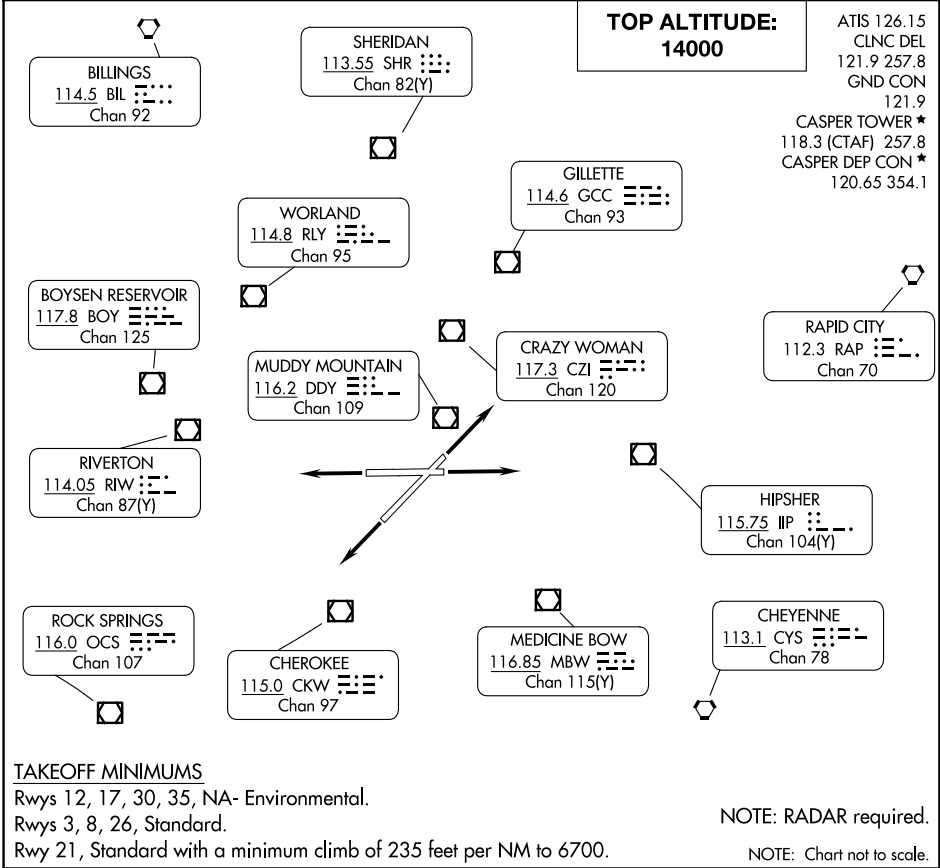 TOP ALTITUDE:
14000
ATIS 126.15
CLNC DEL
121.9 257.8
GND CON
121.9
CASPER TOWER ★
118.3 (CTAF) 257.8
CASPER DEP CON ★
120.65 354.1
BILLINGS
114.5 BIL
Chan 92
SHERIDAN
113.55 SHR
Chan 82(Y)
GILLETTE
114.6 GCC
Chan 93
WORLAND
114.8 RLY
Chan 95
BOYSEN RESERVOIR
117.8 BOY
Chan 125
RAPID CITY
112.3 RAP
Chan 70
CRAZY WOMAN
117.3 CZI
Chan 120
MUDDY MOUNTAIN
116.2 DDY
Chan 109
RIVERTON
114.05 RIW
Chan 87(Y)
HIPSHER
115.75 IIP
Chan 104(Y)
ROCK SPRINGS
116.0 OCS
Chan 107
CHEROKEE
115.0 CKW
Chan 97
MEDICINE BOW
116.85 MBW
Chan 115(Y)
CHEYENNE
113.1 CYS
Chan 78
TAKEOFF MINIMUMS
Rwys 12, 17, 30, 35, NA- Environmental.
Rwys 3, 8, 26, Standard.
Rwy 21, Standard with a minimum climb of 235 feet per NM to 6700.
NOTE: RADAR required.
NOTE: Chart not to scale.